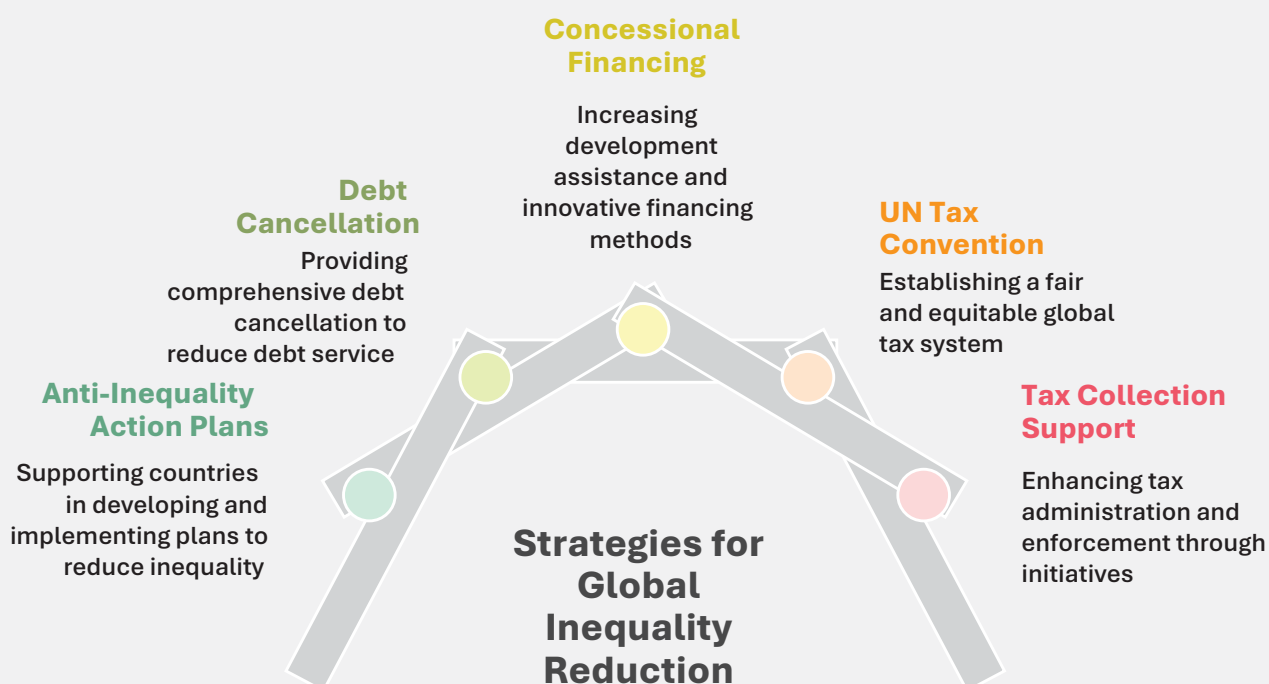 Concessional
Financing
Increasing
development
assistance and
innovative financing
methods
Debt
Cancellation
Providing
comprehensive debt
cancellation to
reduce debt service
UN Tax
Convention
Establishing a fair
and equitable global
tax system
Anti-Inequality
Action Plans
Supporting countries
in developing and
implementing plans to
reduce inequality
Tax Collection
Support
Enhancing tax
administration and
enforcement through
initiatives
Strategies for
Global
Inequality
Reduction